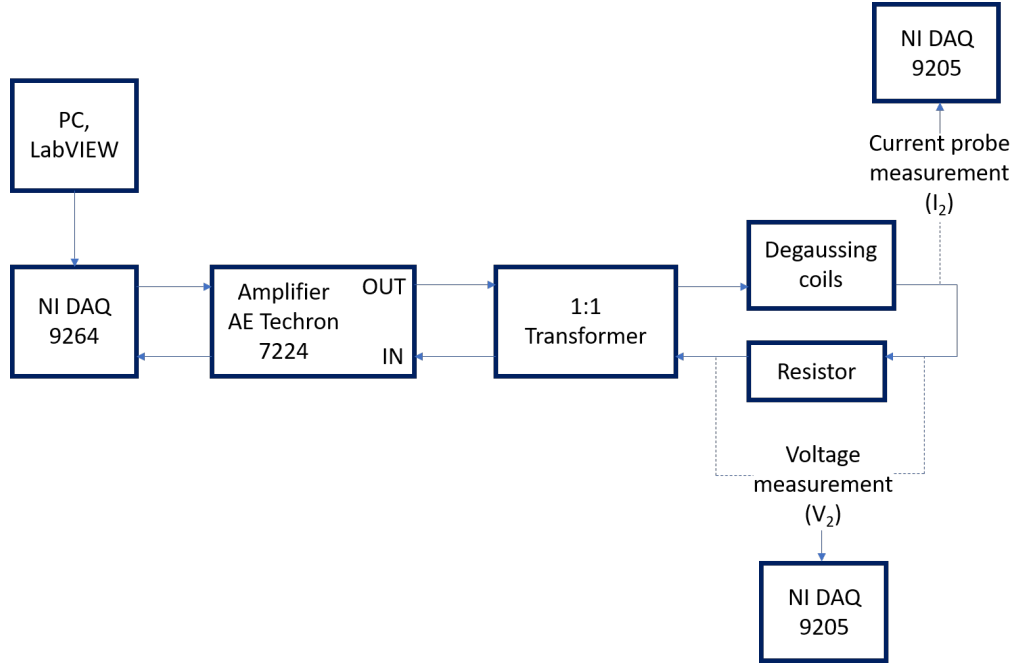 NI DAQ
9205
PC,
LabVIEW
Current probe
measurement
(I₂)
Degaussing
coils
NI DAQ
9264
Amplifier
AE Techron
7224
OUT
IN
1:1
Transformer
Resistor
Voltage
measurement
(V₂)
NI DAQ
9205